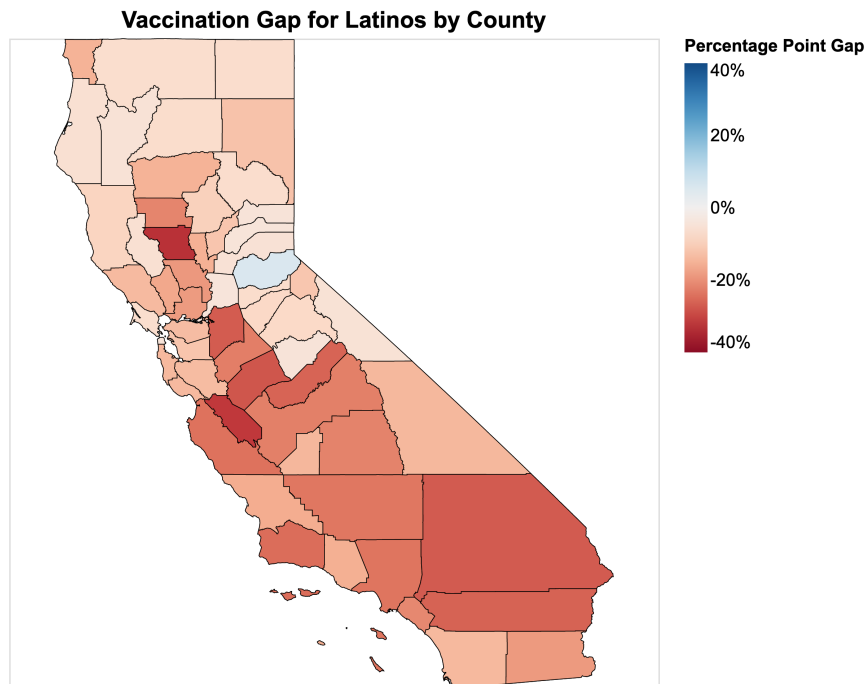 Vaccination Gap for Latinos by County
Percentage Point Gap
40%
20%
0%
-20%
-40%